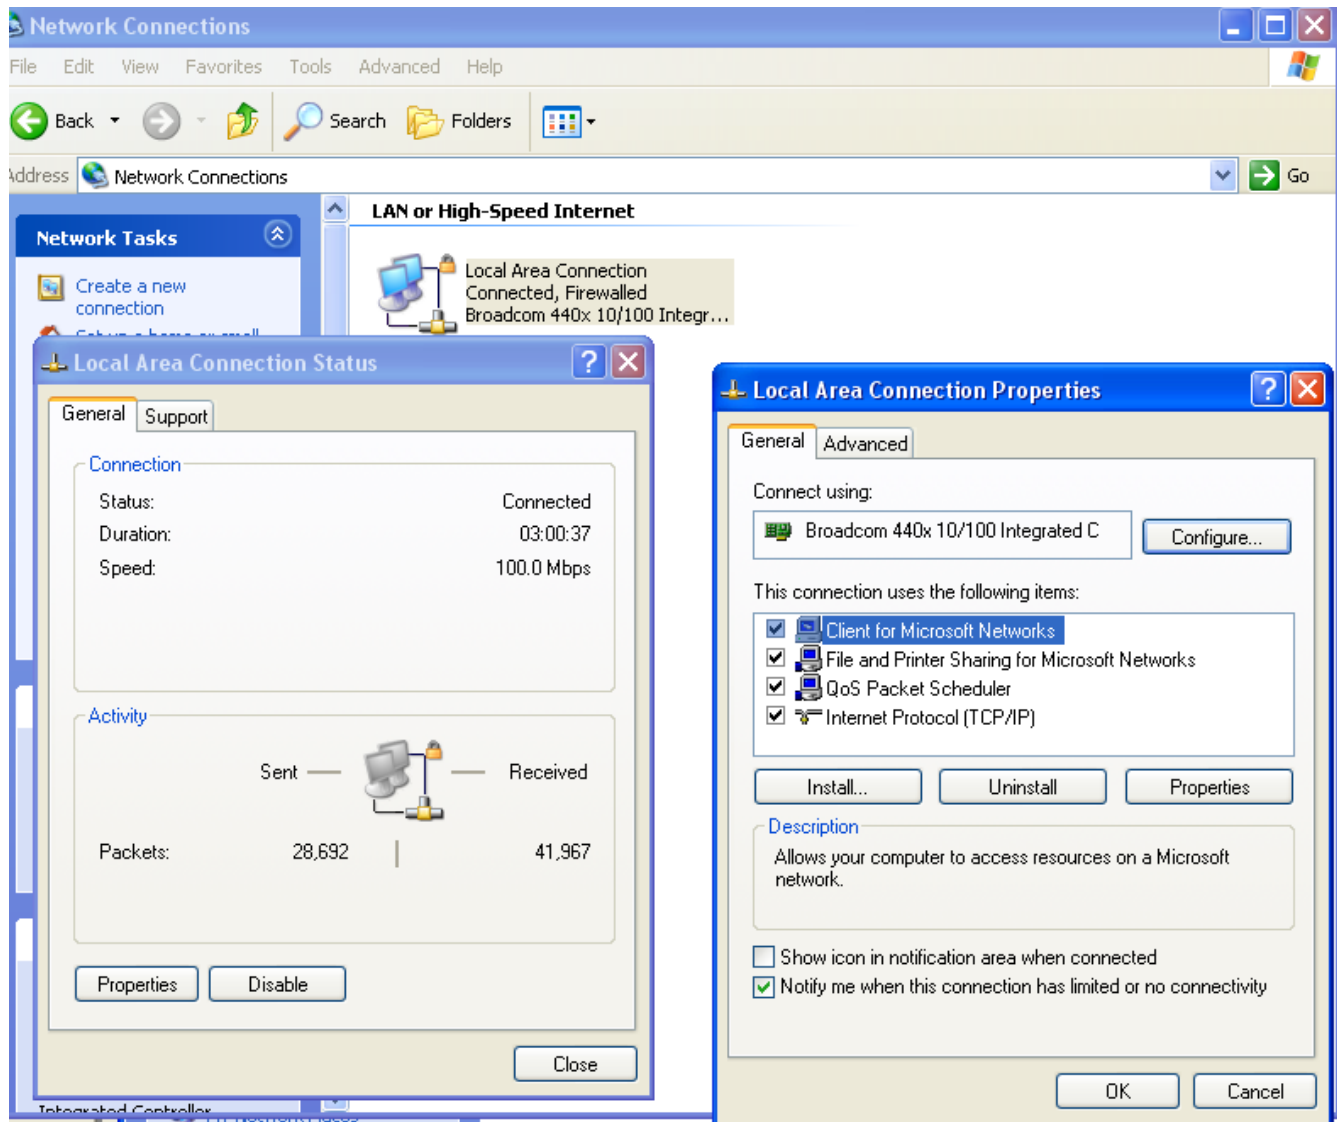 Network Connections
File Edit View Favorites Tools Advanced Help
Back Search Folders
Address Network Connections Go
Network Tasks
Create a new
connection
LAN or High-Speed Internet
Local Area Connection
Connected, Firewalled
Broadcom 440x 10/100 Integr...
Local Area Connection Status
General Support
Connection
Status: Connected
Duration: 03:00:37
Speed: 100.0 Mbps
Activity
Sent Received
Packets: 28,692 41,967
Properties Disable
Close
Integrated Controller
Local Area Connection Properties
General Advanced
Connect using:
Broadcom 440x 10/100 Integrated C
Configure...
This connection uses the following items:
Client for Microsoft Networks
File and Printer Sharing for Microsoft Networks
QoS Packet Scheduler
Internet Protocol (TCP/IP)
Install... Uninstall Properties
Description
Allows your computer to access resources on a Microsoft
network.
Show icon in notification area when connected
Notify me when this connection has limited or no connectivity
OK Cancel